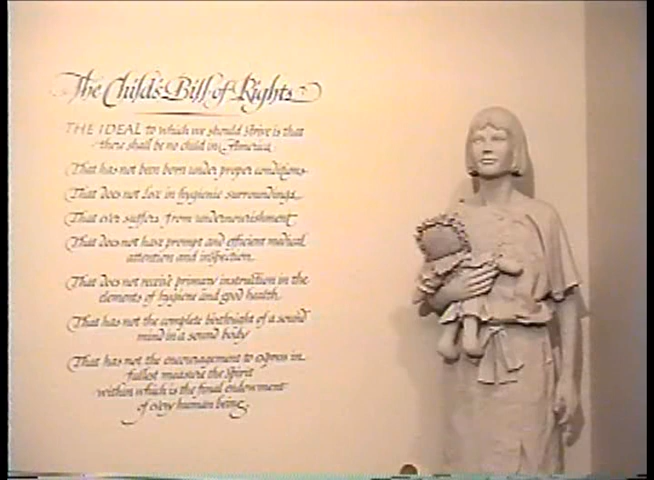 The Child's Bill of Rights
THE IDEAL to which we should strive is that
there shall be no child in America
That has not been born under proper conditions
That does not live in hygienic surroundings
That ever suffers from undernourishment
That does not have prompt and efficient medical
attention and inspection
That does not receive primary instruction in the
elements of hygiene and good health
That has not the complete birthright of a sound
mind in a sound body
That has not the encouragement to express in
fullest measure the spirit
within which is the final endowment
of every human being